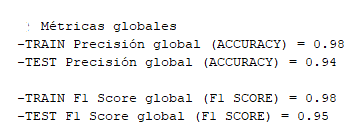 Métricas globales
-TRAIN Precisión global (ACCURACY) = 0.98
-TEST Precisión global (ACCURACY) = 0.94
-TRAIN F1 Score global (F1 SCORE) = 0.98
-TEST F1 Score global (F1 SCORE) = 0.95